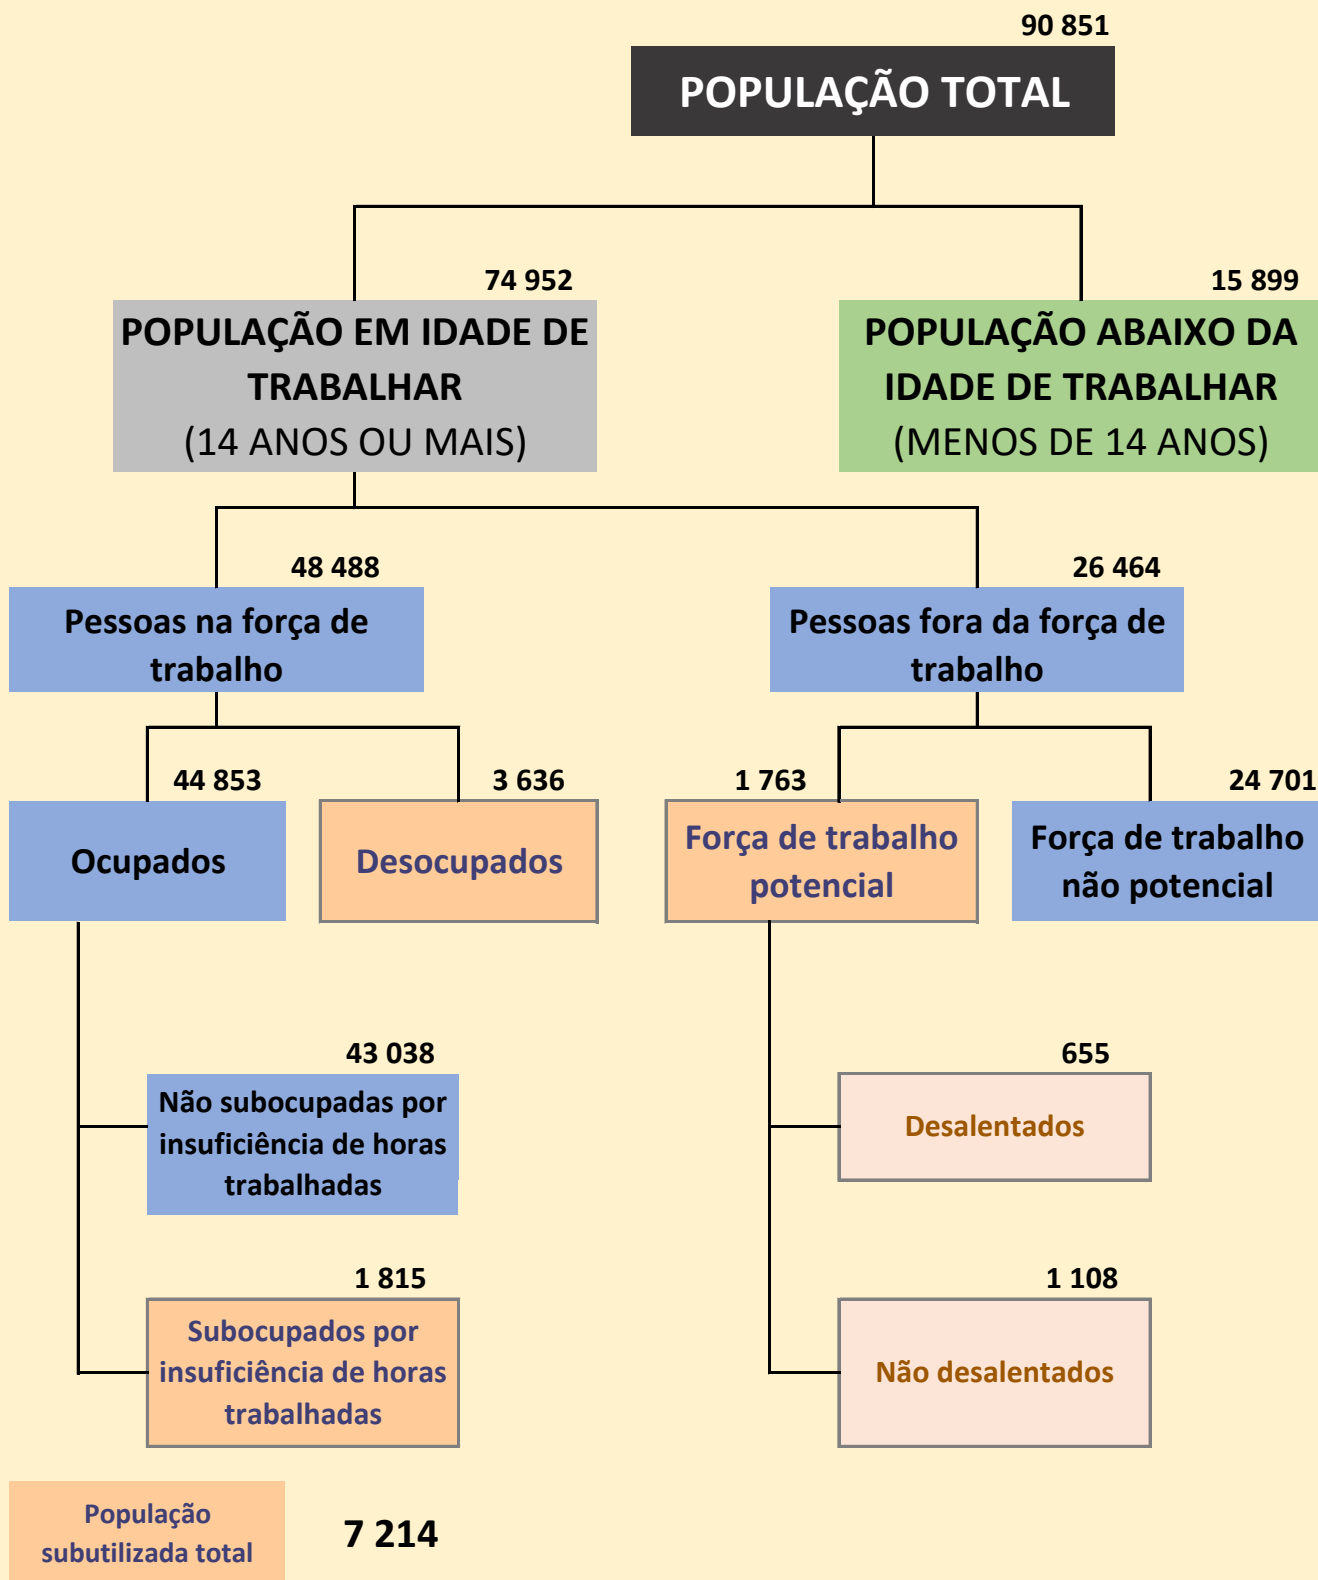 90 851
POPULAÇÃO TOTAL
74 952
POPULAÇÃO EM IDADE DE
TRABALHAR
(14 ANOS OU MAIS)
15 899
POPULAÇÃO ABAIXO DA
IDADE DE TRABALHAR
(MENOS DE 14 ANOS)
48 488
Pessoas na força de
trabalho
26 464
Pessoas fora da força de
trabalho
44 853
Ocupados
3 636
Desocupados
1 763
Força de trabalho
potencial
24 701
Força de trabalho
não potencial
43 038
Não subocupadas por
insuficiência de horas
trabalhadas
655
Desalentados
1 815
Subocupados por
insuficiência de horas
trabalhadas
1 108
Não desalentados
População
subutilizada total
7 214